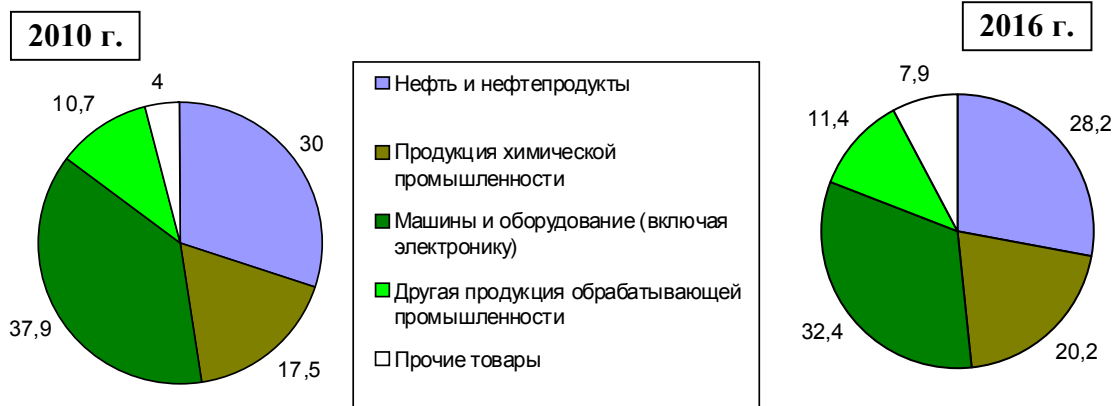 2010 г.
4
10,7
30
37,9
17,5
Нефть и нефтепродукты
Продукция химической
промышленности
Машины и оборудование (включая
электронику)
Другая продукция обрабатывающей
промышленности
Прочие товары
2016 г.
7,9
11,4
28,2
32,4
20,2